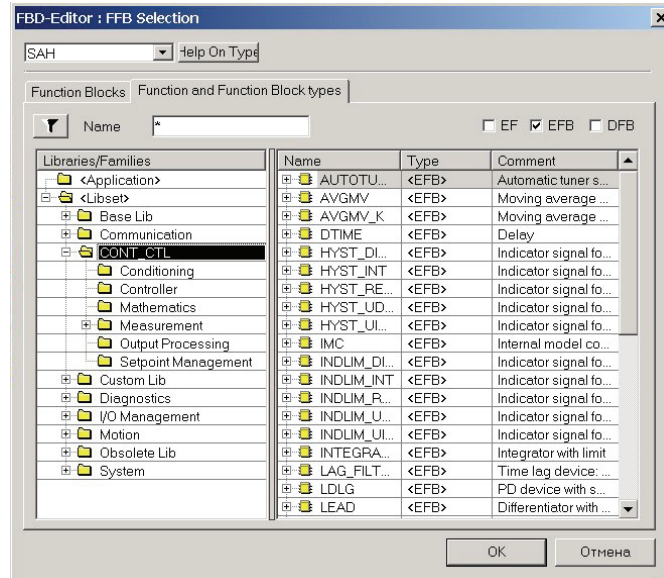 FBD-Editor : FFB Selection
SAH Help On Type
Function Blocks Function and Function Block types
Name * EF EFB DFB
Libraries/Families Name Type Comment
<Application> AUTOTU... <EFB> Automatic tuner s...
<Libset> AVGMV <EFB> Moving average ...
Base Lib AVGMV_K <EFB> Moving average ...
Communication DTIME <EFB> Delay
CONT_CTL HYST_DI... <EFB> Indicator signal fo...
Conditioning HYST_INT <EFB> Indicator signal fo...
Controller HYST_RE... <EFB> Indicator signal fo...
Mathematics HYST_UD... <EFB> Indicator signal fo...
Measurement HYST_UI... <EFB> Indicator signal fo...
Output Processing IMC <EFB> Internal model co...
Setpoint Management INDLIM_DI... <EFB> Indicator signal fo...
Custom Lib INDLIM_INT <EFB> Indicator signal fo...
Diagnostics INDLIM_R... <EFB> Indicator signal fo...
I/O Management INDLIM_U... <EFB> Indicator signal fo...
Motion INDLIM_UI... <EFB> Indicator signal fo...
Obsolete Lib INTEGRA... <EFB> Integrator with limit
System LAG_FILT... <EFB> Time lag device: ...
LDLG <EFB> PD device with s...
LEAD <EFB> Differentiator with ...
OK Отмена